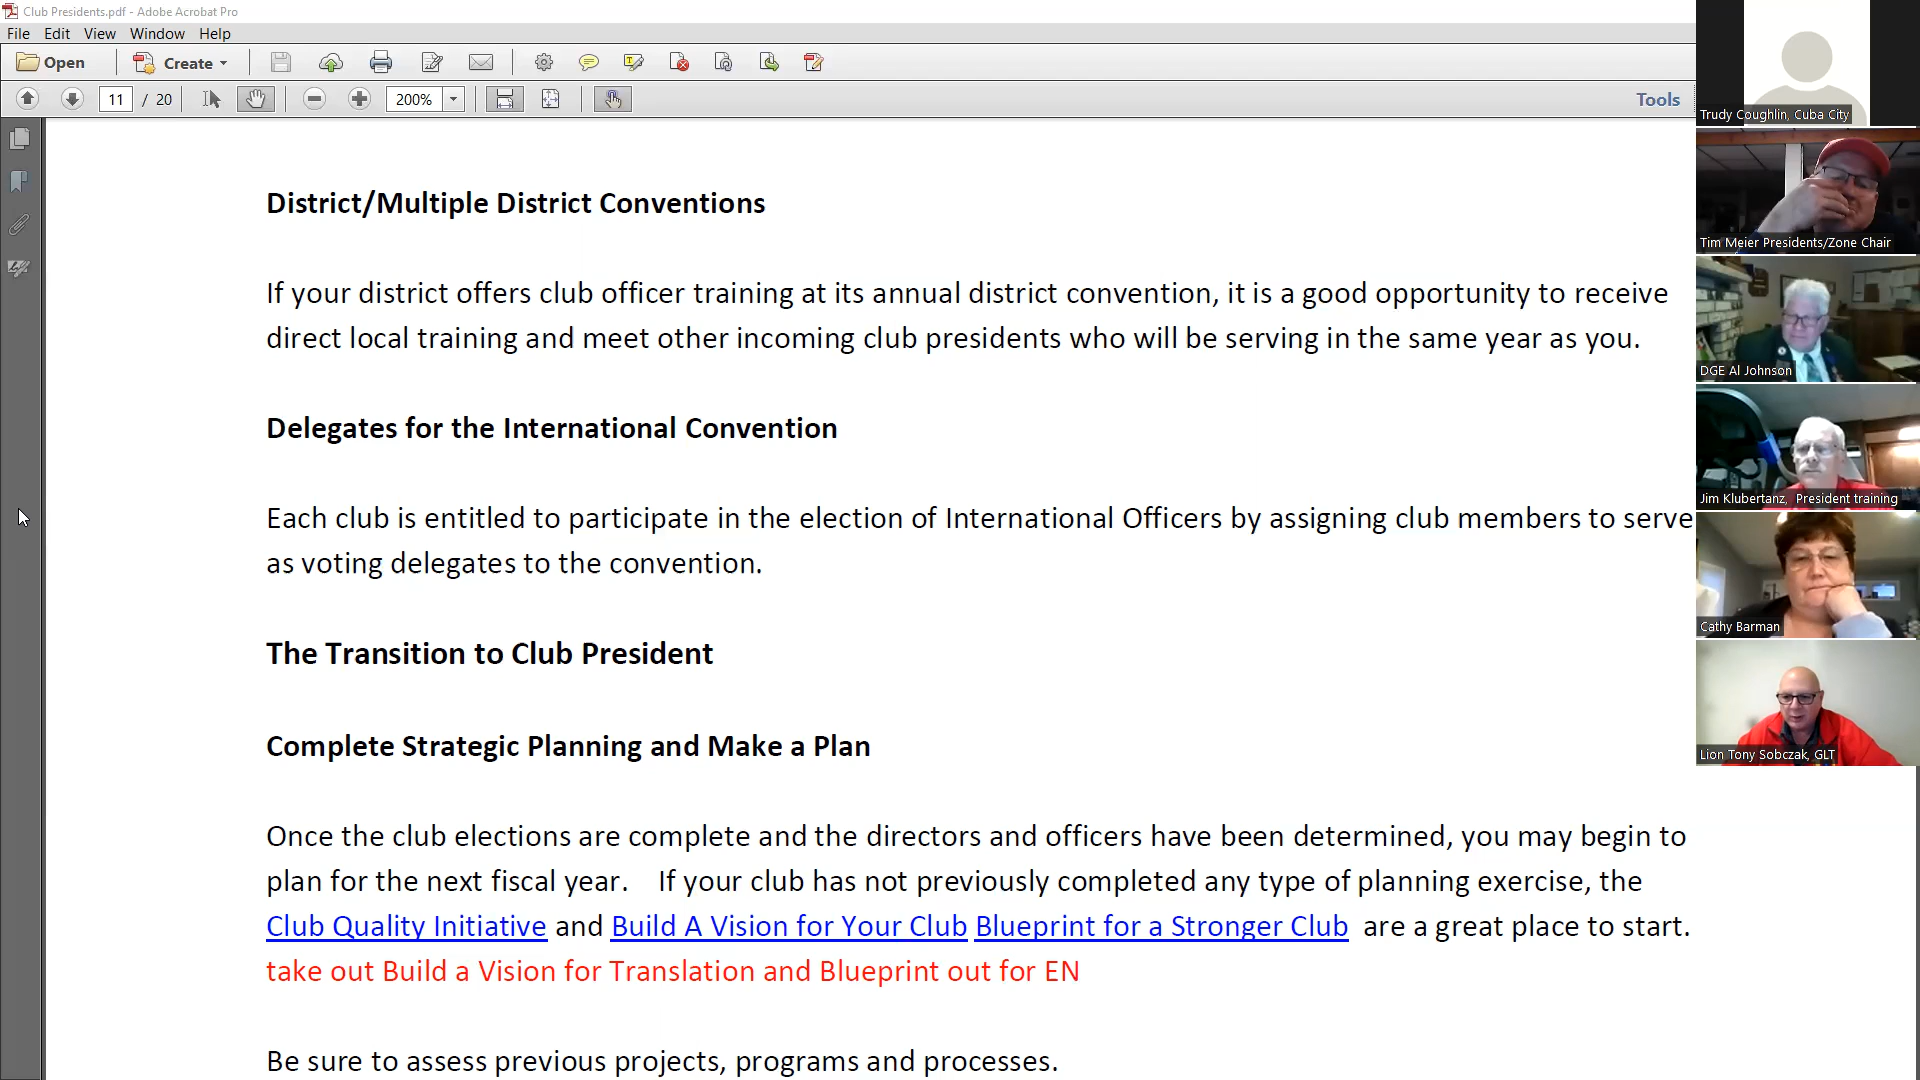 Club Presidents.pdf - Adobe Acrobat Pro
File Edit View Window Help
Open Create
11 / 20 200% Tools
District/Multiple District Conventions
If your district offers club officer training at its annual district convention, it is a good opportunity to receive
direct local training and meet other incoming club presidents who will be serving in the same year as you.
Delegates for the International Convention
Each club is entitled to participate in the election of International Officers by assigning club members to serve
as voting delegates to the convention.
The Transition to Club President
Complete Strategic Planning and Make a Plan
Once the club elections are complete and the directors and officers have been determined, you may begin to
plan for the next fiscal year. If your club has not previously completed any type of planning exercise, the
Club Quality Initiative and Build A Vision for Your Club Blueprint for a Stronger Club are a great place to start.
take out Build a Vision for Translation and Blueprint out for EN
Be sure to assess previous projects, programs and processes.
Trudy Coughlin, Cuba City
Tim Meier Presidents/Zone Chair
DGE Al Johnson
Jim Klubertanz, President training
Cathy Barman
Lion Tony Sobczak, GLT